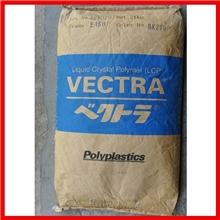 Liquid Crystal Polymer (LCP)
VECTRA
ベクトラ
Polyplastics